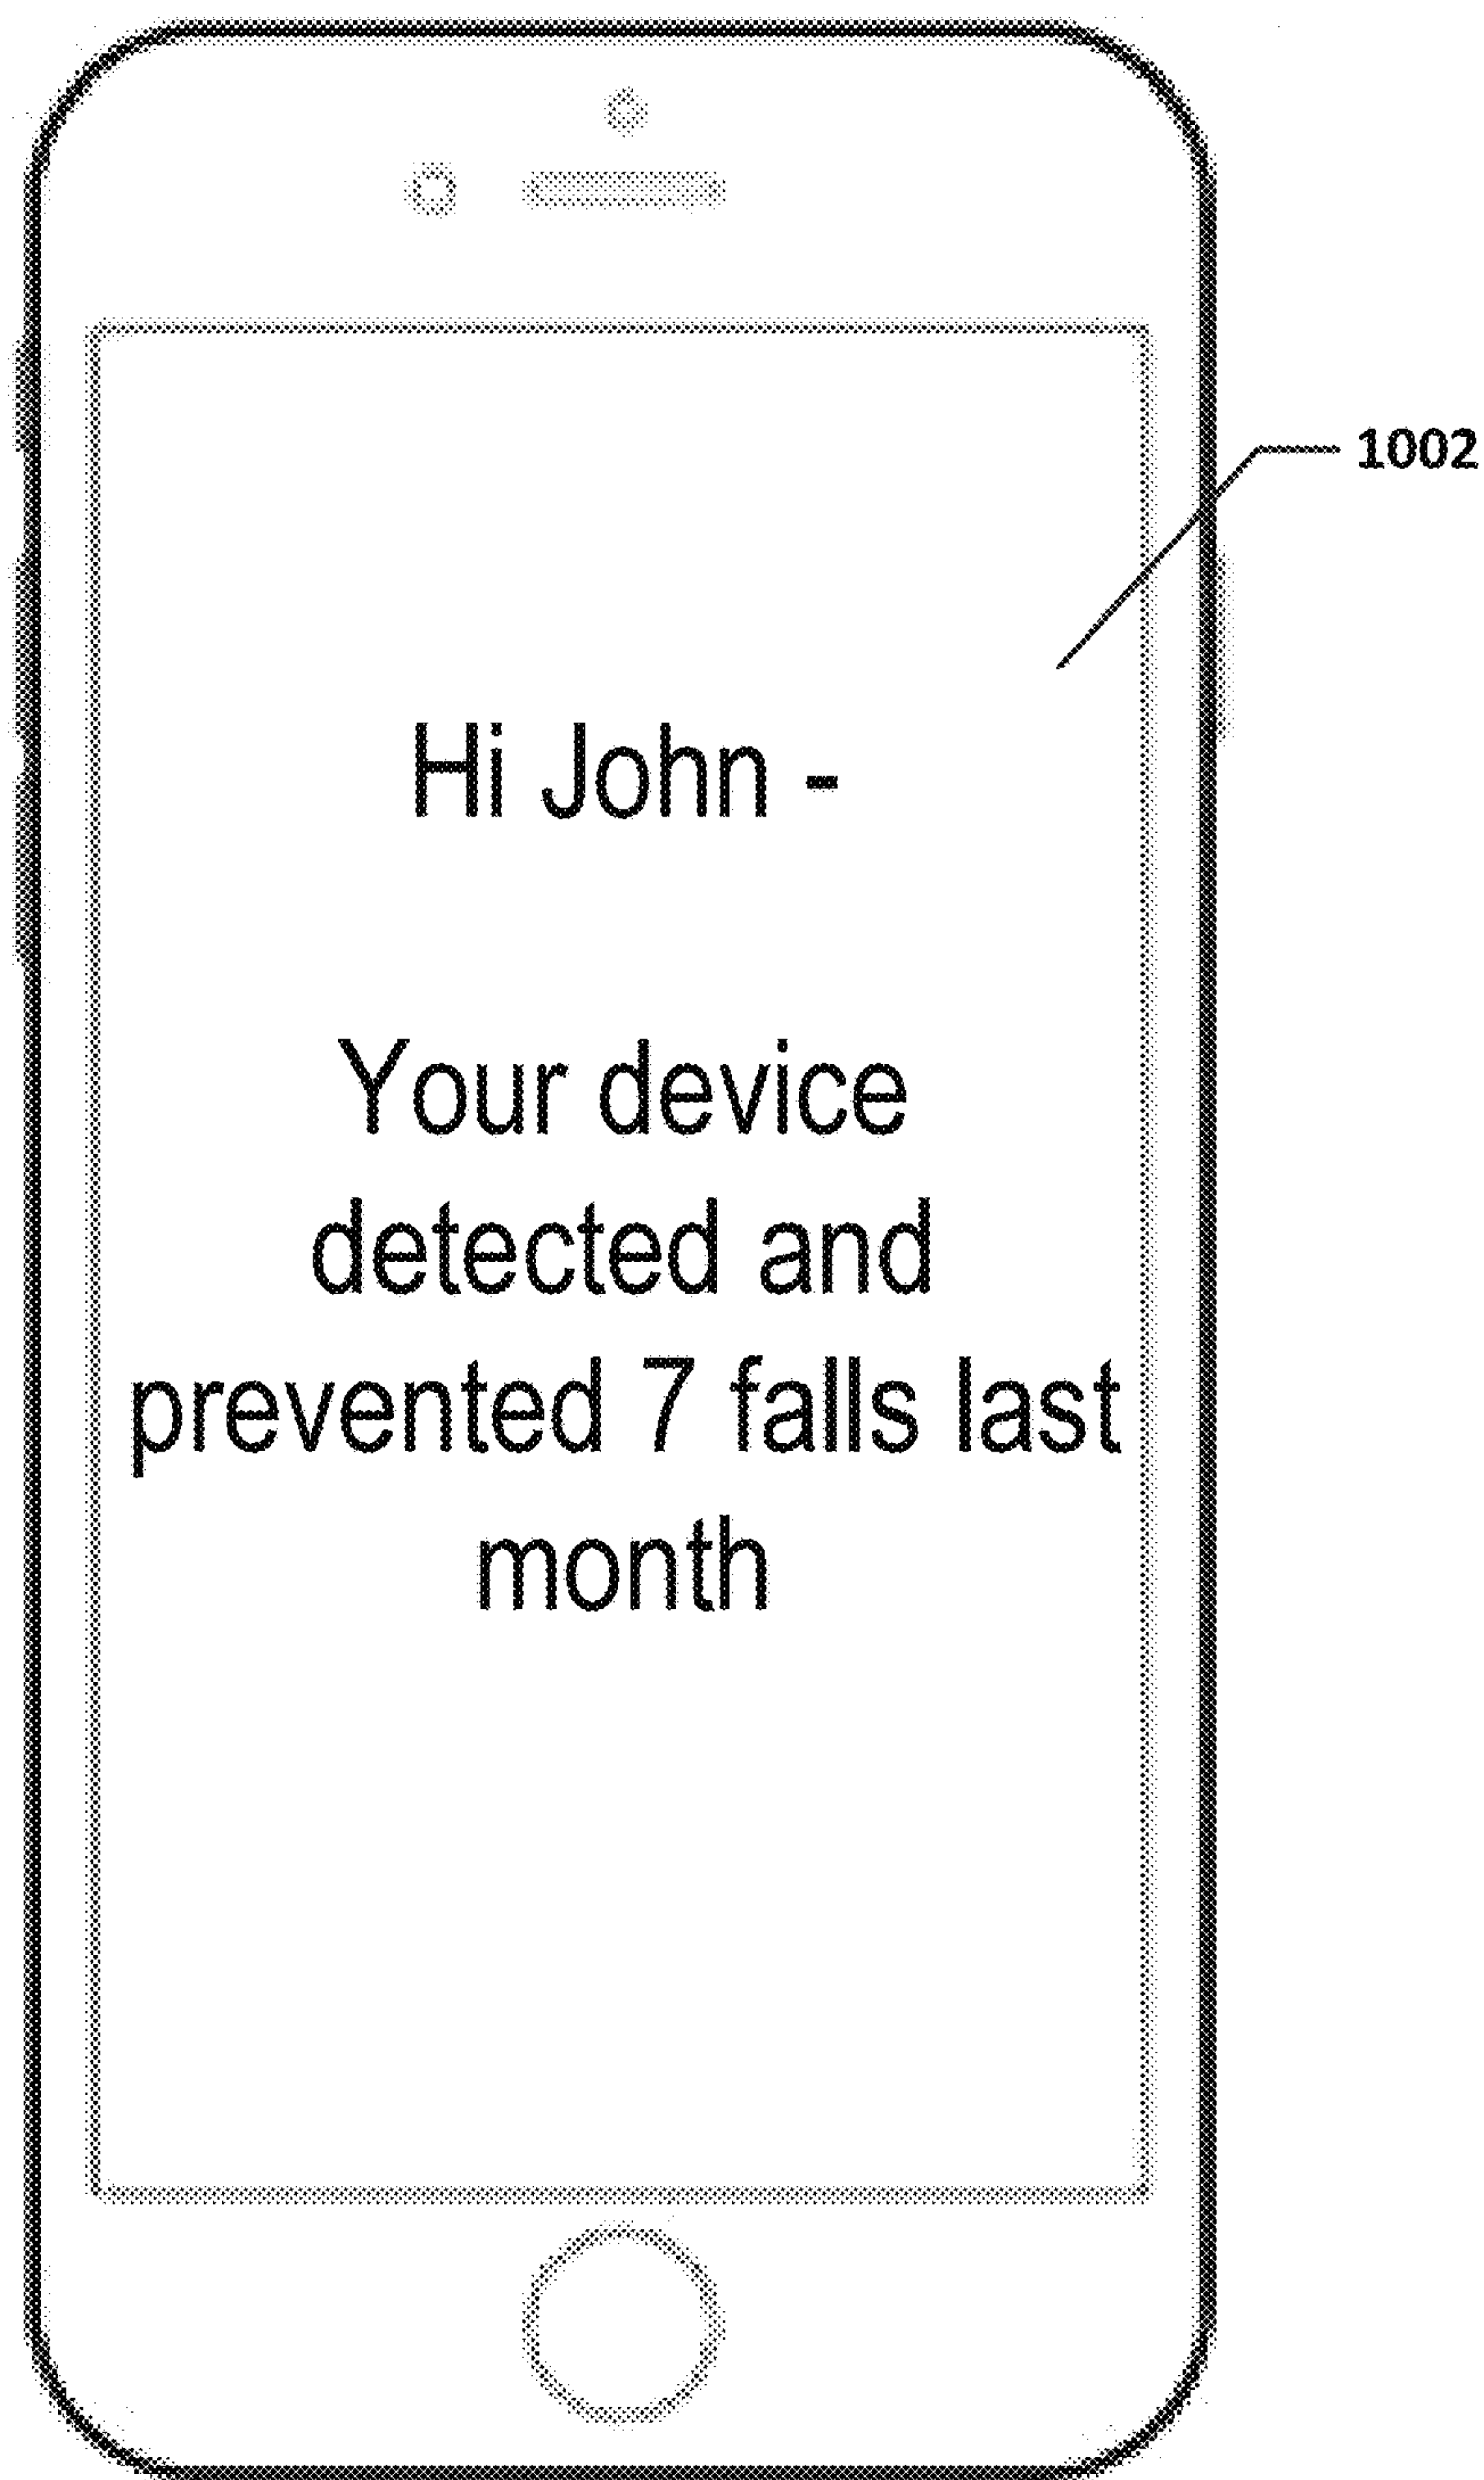 1002
Hi John -
Your device
detected and
prevented 7 falls last
month